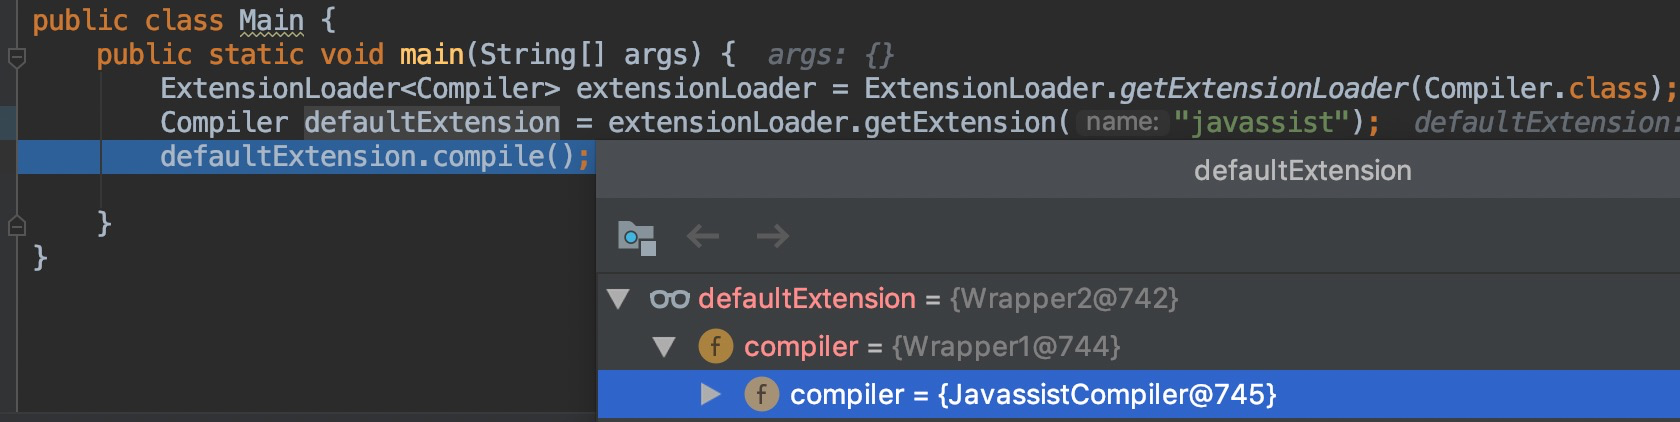 public class Main {
public static void main(String[] args) { args: {}
ExtensionLoader<Compiler> extensionLoader = ExtensionLoader.getExtensionLoader(Compiler.class);
Compiler defaultExtension = extensionLoader.getExtension( name: "javassist"); defaultExtension:
defaultExtension.compile();
}
}
defaultExtension
defaultExtension = {Wrapper2@742}
f compiler = {Wrapper1@744}
f compiler = {JavassistCompiler@745}